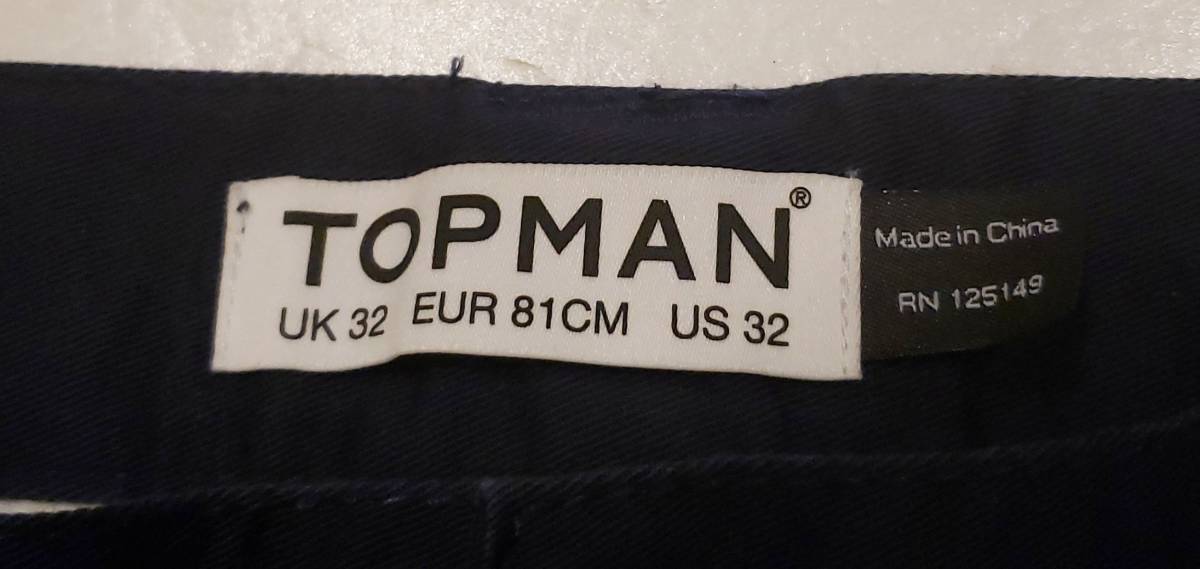 TOPMAN®
UK 32 EUR 81CM US 32
Made in China
RN 125149